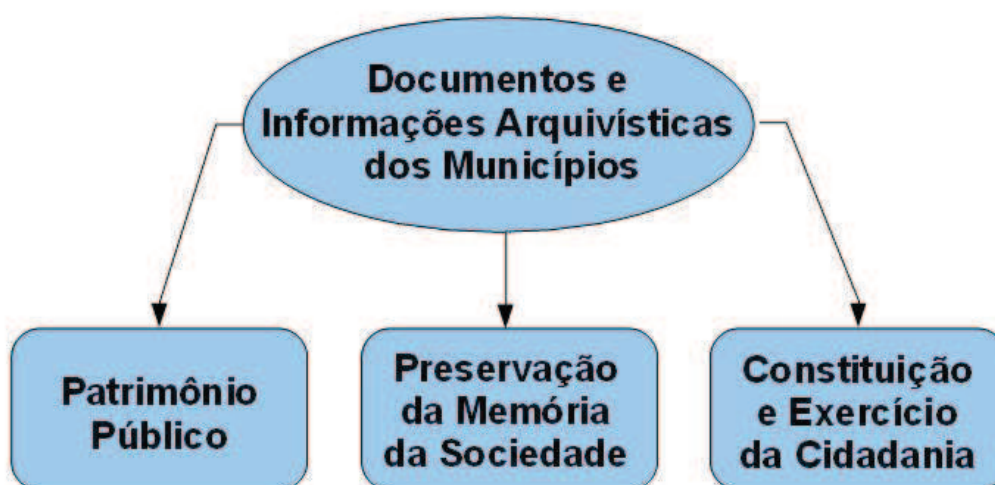 Documentos e
Informações Arquivísticas
dos Municípios
Patrimônio
Público
Preservação
da Memória
da Sociedade
Constituição
e Exercício
da Cidadania